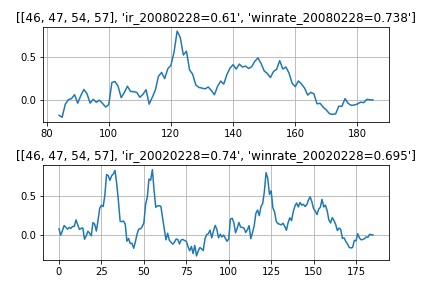 [[46, 47, 54, 57], 'ir_20080228=0.61', 'winrate_20080228=0.738']
0.5
0.0
80 100 120 140 160 180
[[46, 47, 54, 57], 'ir_20020228=0.74', 'winrate_20020228=0.695']
0.5
0.0
0 25 50 75 100 125 150 175